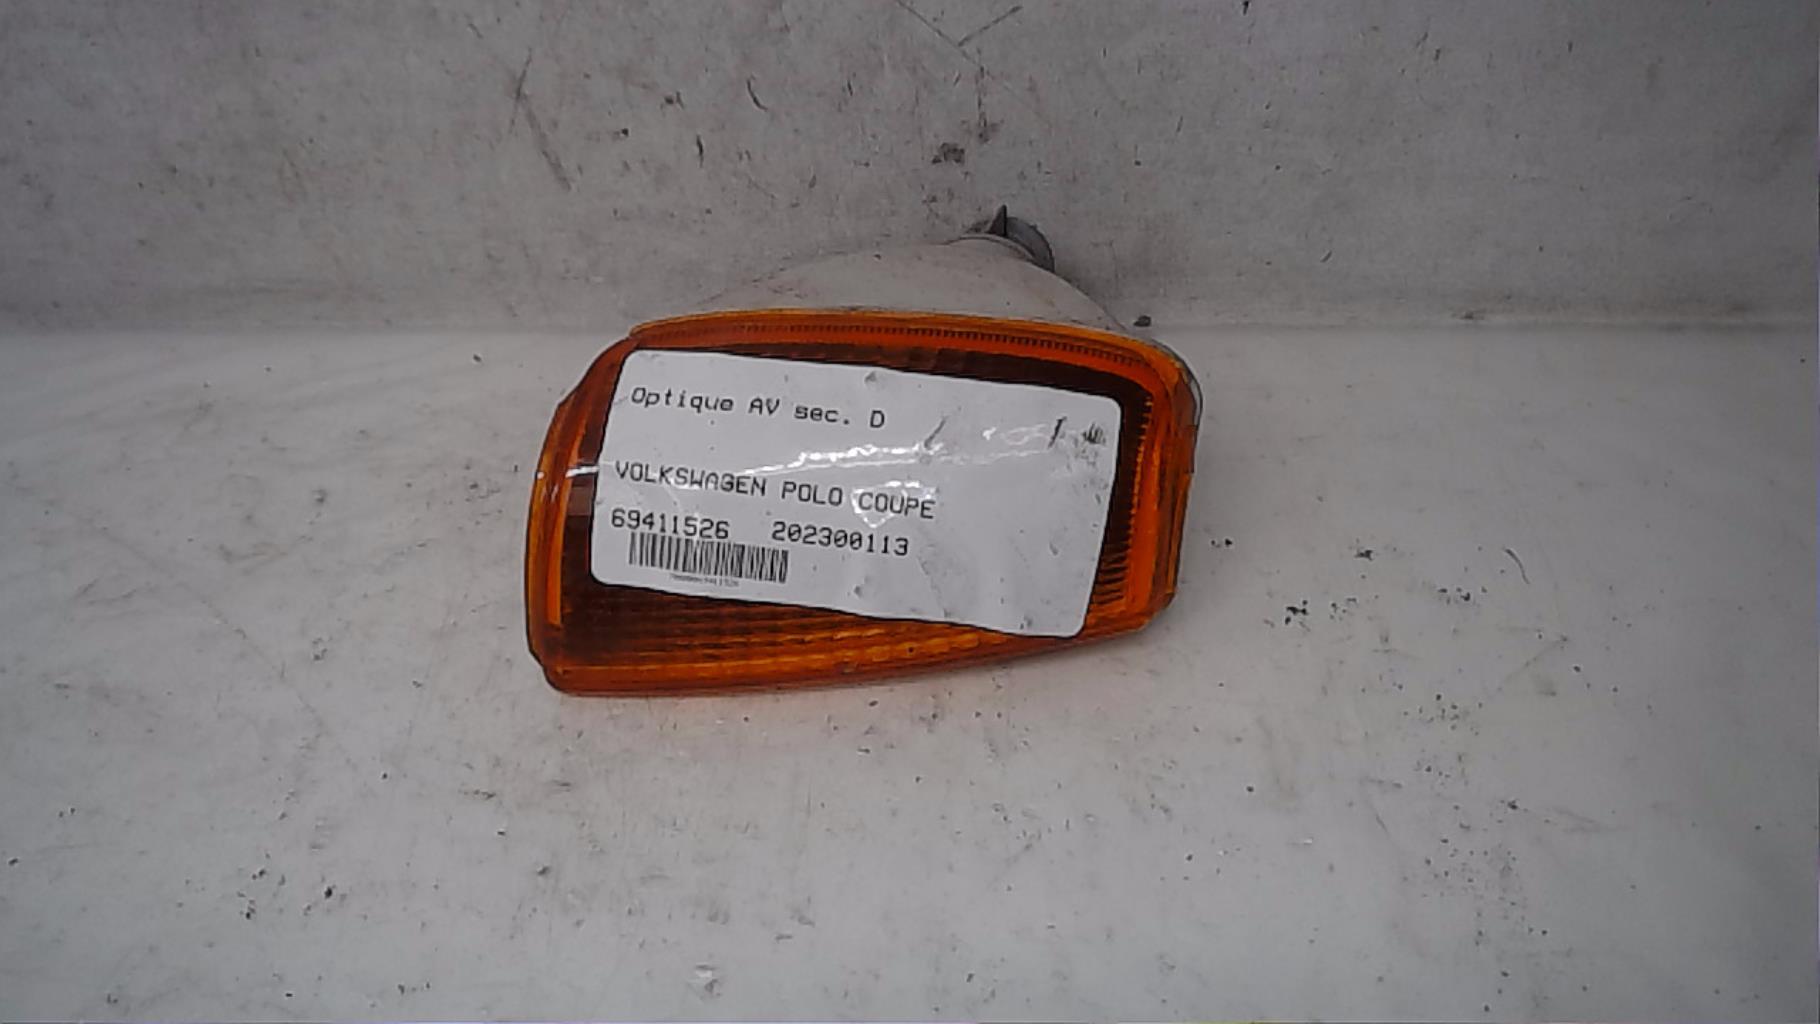 Optique AV sec. D
VOLKSWAGEN POLO COUPE
69411526 202300113